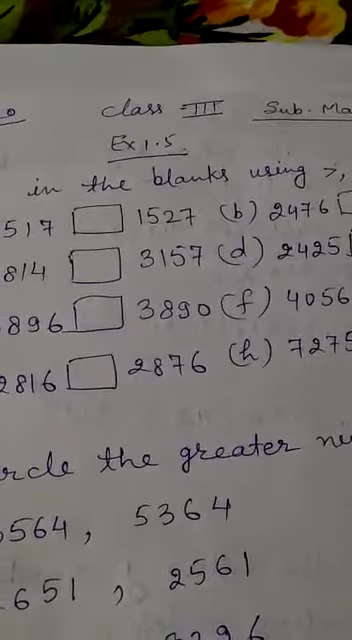 class III Sub. Ma
Ex 1.5
in the blanks using >,
517 1527 (b) 2476
814 3157 (d) 2425
896 3890 (f) 4056
2816 2876 (h) 7275
rcle the greater nu
564, 5364
651, 2561